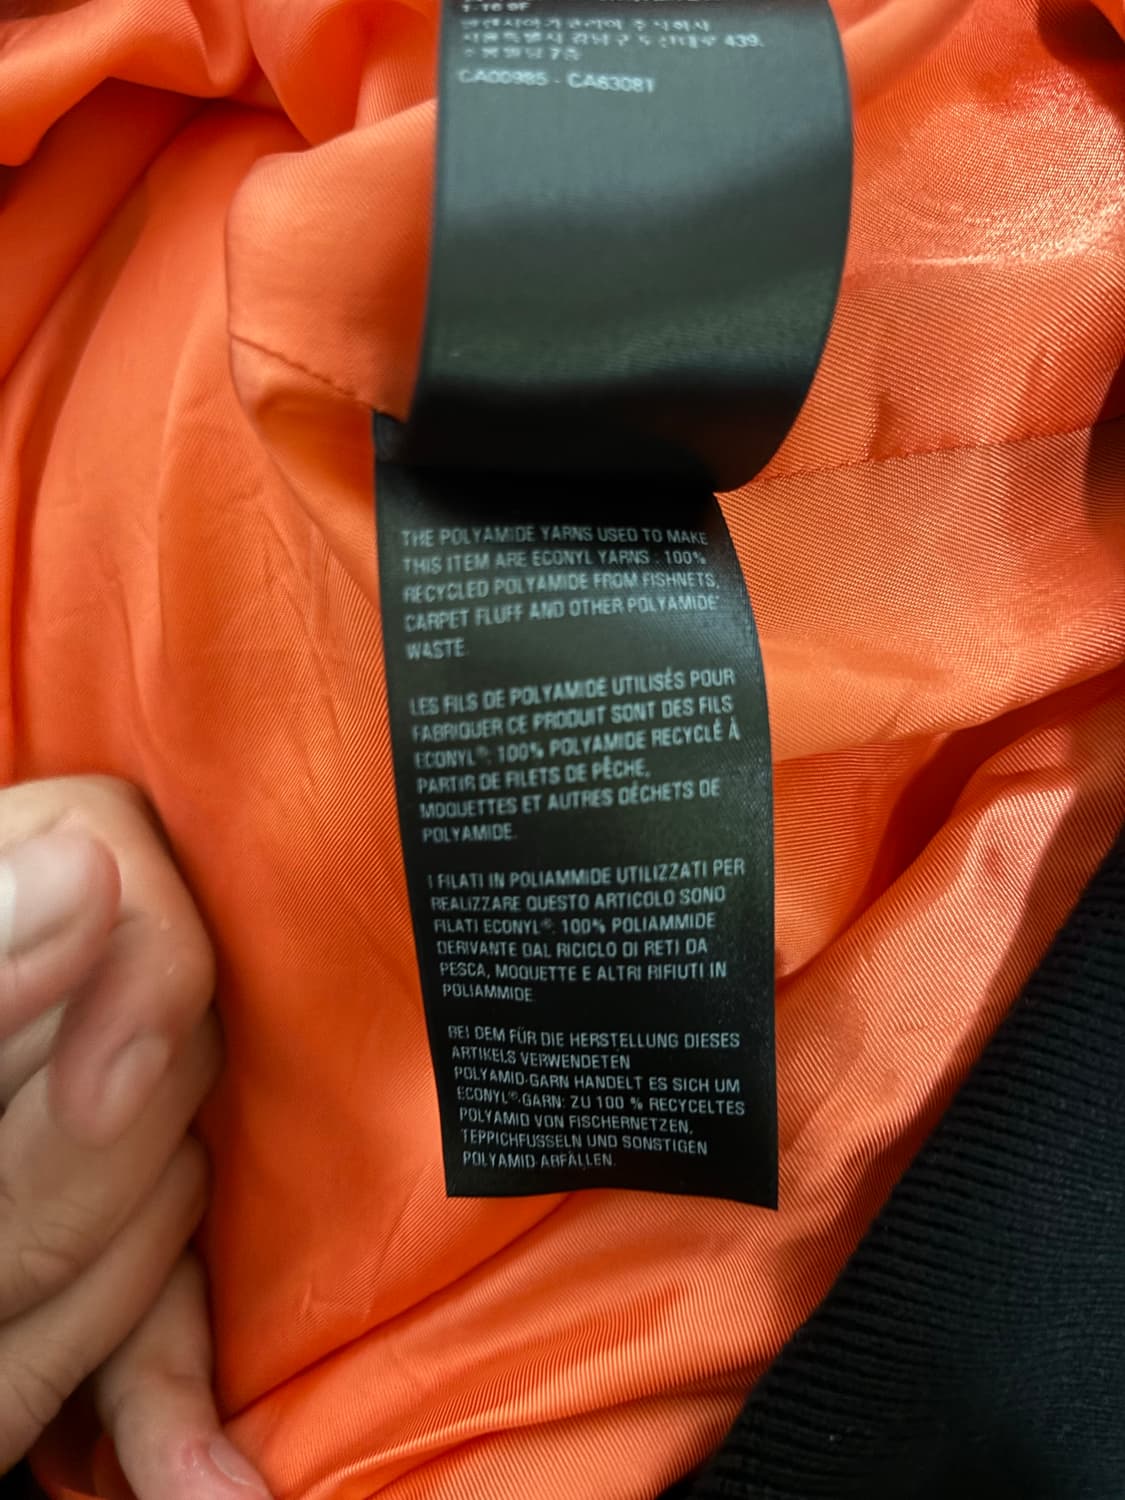 1-16 9F
CA00985 - CA63081
THE POLYAMIDE YARNS USED TO MAKE
THIS ITEM ARE ECONYL YARNS : 100%
RECYCLED POLYAMIDE FROM FISHNETS,
CARPET FLUFF AND OTHER POLYAMIDE
WASTE.
LES FILS DE POLYAMIDE UTILISÉS POUR
FABRIQUER CE PRODUIT SONT DES FILS
ECONYL®: 100% POLYAMIDE RECYCLÉ À
PARTIR DE FILETS DE PÊCHE,
MOQUETTES ET AUTRES DÉCHETS DE
POLYAMIDE.
I FILATI IN POLIAMMIDE UTILIZZATI PER
REALIZZARE QUESTO ARTICOLO SONO
FILATI ECONYL®: 100% POLIAMMIDE
DERIVANTE DAL RICICLO DI RETI DA
PESCA, MOQUETTE E ALTRI RIFIUTI IN
POLIAMMIDE.
BEI DEM FÜR DIE HERSTELLUNG DIESES
ARTIKELS VERWENDETEN
POLYAMID-GARN HANDELT ES SICH UM
ECONYL®-GARN: ZU 100 % RECYCELTES
POLYAMID VON FISCHERNETZEN,
TEPPICHFUSSELN UND SONSTIGEN
POLYAMID-ABFÄLLEN.